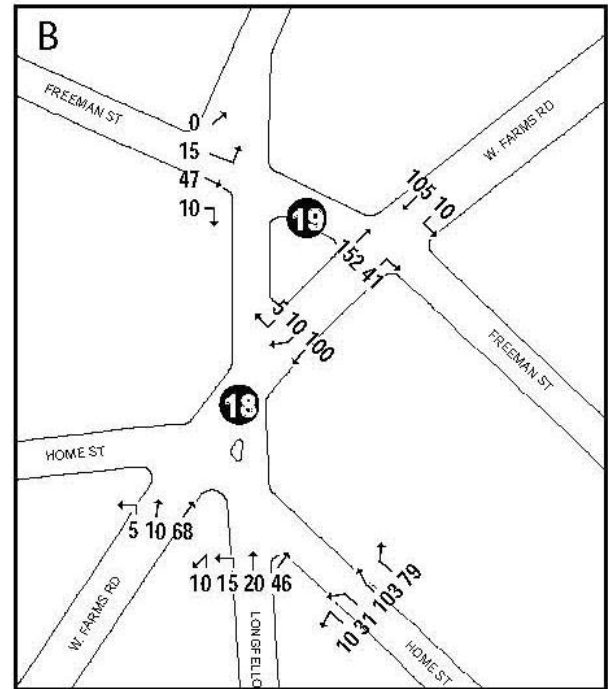 B
FREEMAN ST
W. FARMS RD
0
15
47
10
105 10
19
152 41
5 10 100
FREEMAN ST
18
HOME ST
5 10 68
10 15 20 46
10 31 103 79
W. FARMS RD
LONGFELLO
HOME ST